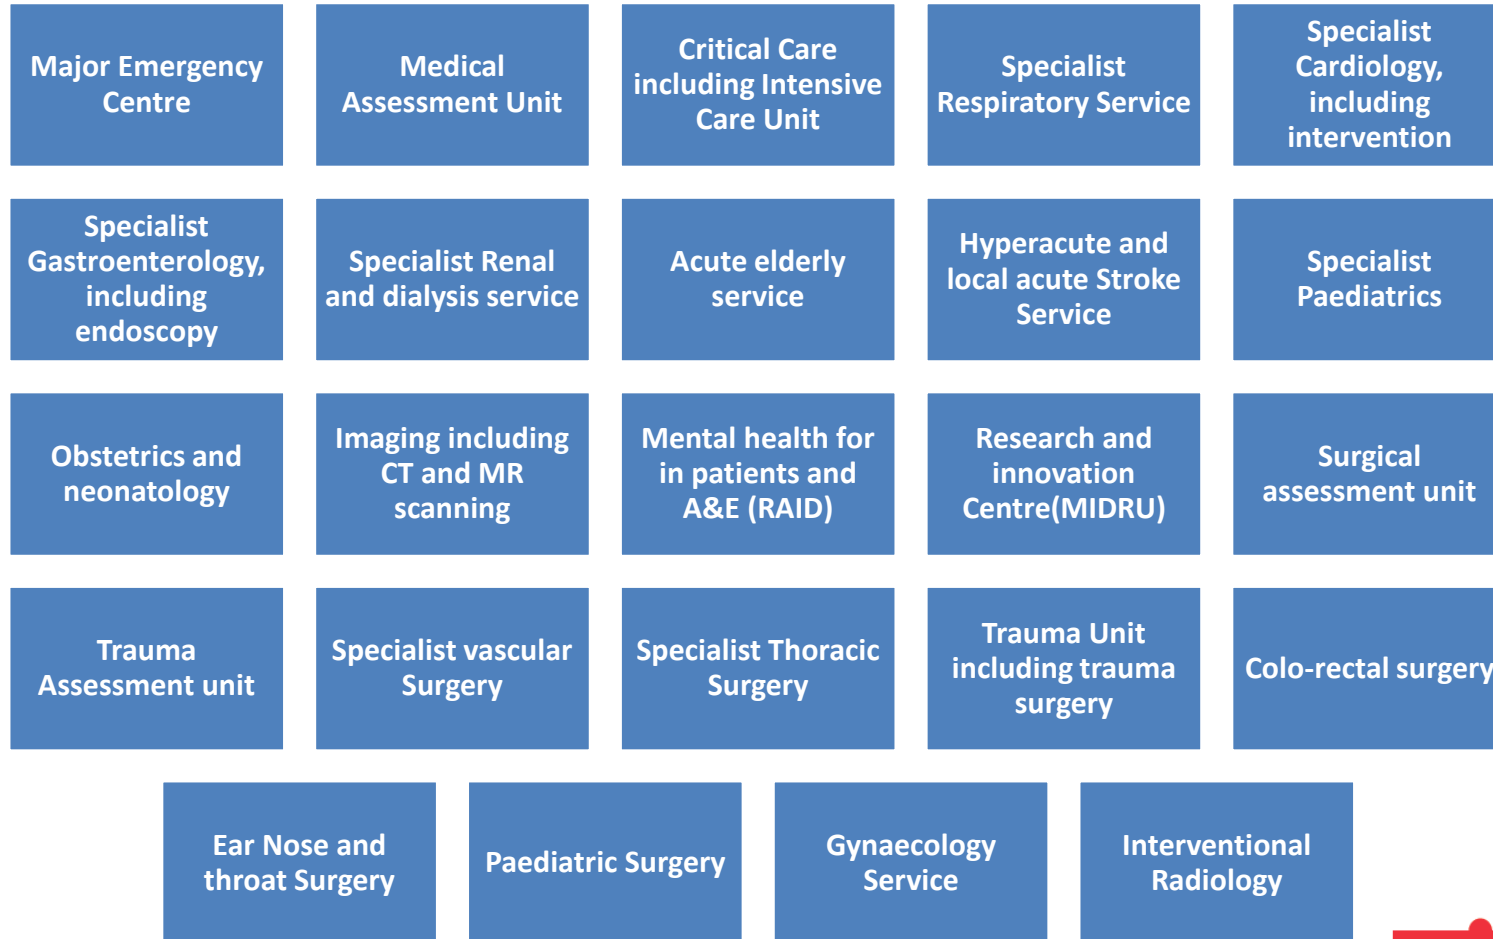 Major Emergency
Centre
Medical
Assessment Unit
Critical Care
including Intensive
Care Unit
Specialist
Respiratory Service
Specialist
Cardiology,
including
intervention
Specialist
Gastroenterology,
including
endoscopy
Specialist Renal
and dialysis service
Acute elderly
service
Hyperacute and
local acute Stroke
Service
Specialist
Paediatrics
Obstetrics and
neonatology
Imaging including
CT and MR
scanning
Mental health for
in patients and
A&E (RAID)
Research and
innovation
Centre(MIDRU)
Surgical
assessment unit
Trauma
Assessment unit
Specialist vascular
Surgery
Specialist Thoracic
Surgery
Trauma Unit
including trauma
surgery
Colo-rectal surgery
Ear Nose and
throat Surgery
Paediatric Surgery
Gynaecology
Service
Interventional
Radiology